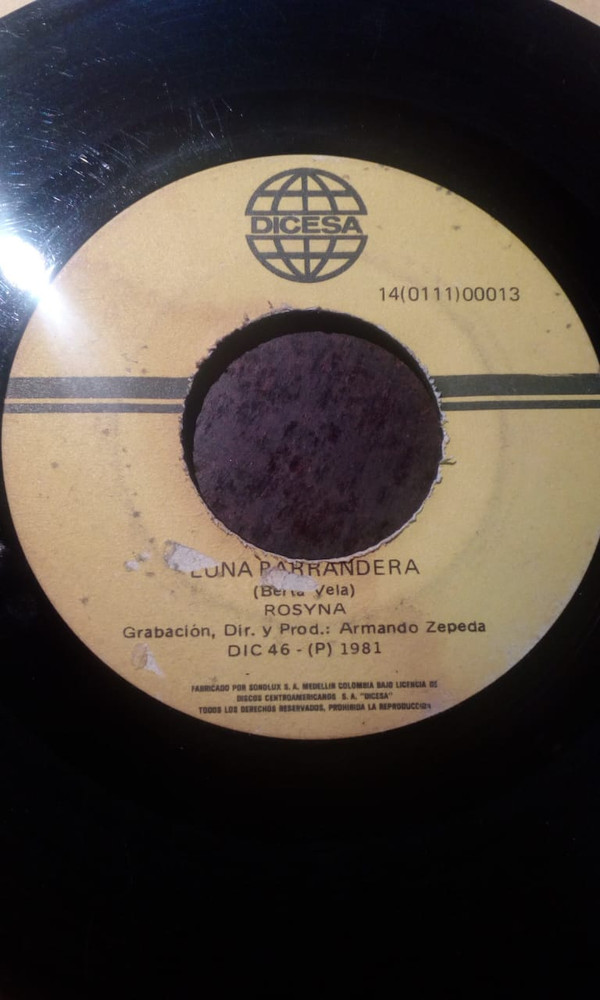 DICESA
14(0111)00013
LUNA PARRANDERA
(Berta Vela)
ROSYNA
Grabación, Dir. y Prod.: Armando Zepeda
DIC 46 - (P) 1981
FABRICADO POR SONOLUX S. A. MEDELLIN COLOMBIA BAJO LICENCIA DE
DISCOS CENTROAMERICANOS S. A. "DICESA"
TODOS LOS DERECHOS RESERVADOS, PROHIBIDA LA REPRODUCCION